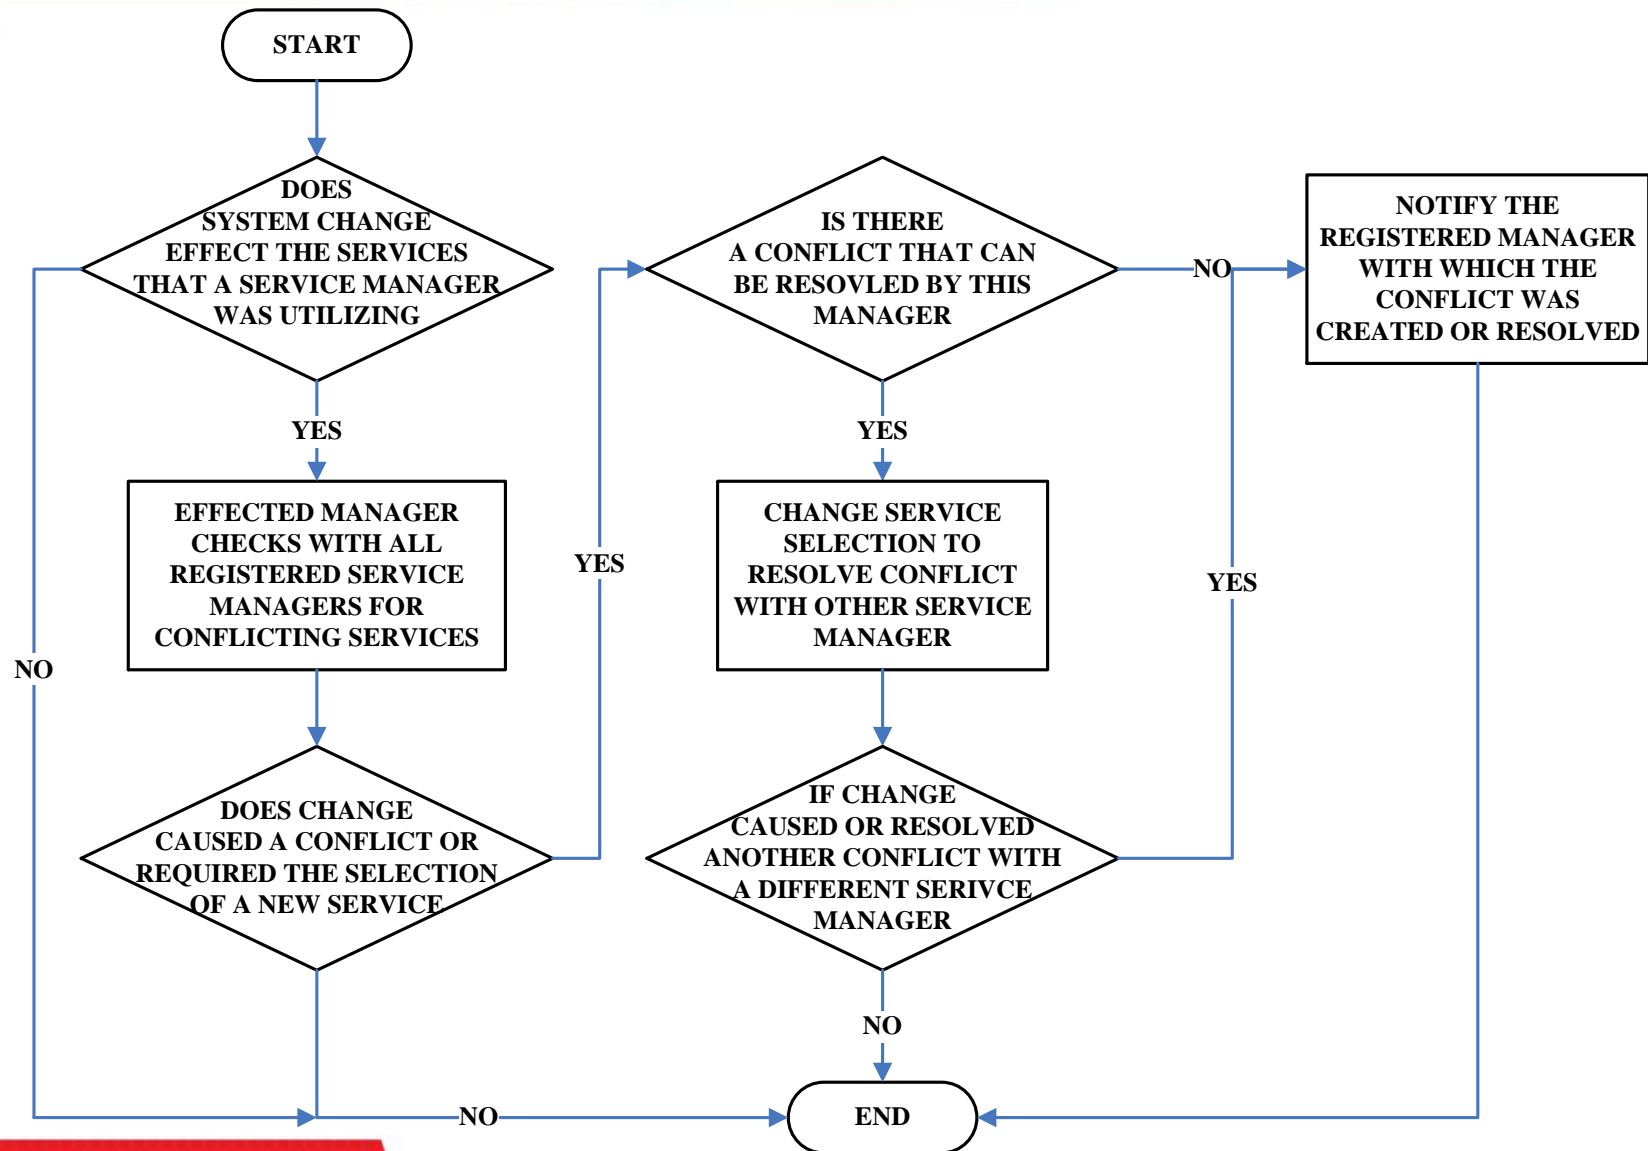 START
DOES
SYSTEM CHANGE
EFFECT THE SERVICES
THAT A SERVICE MANAGER
WAS UTILIZING
NO
YES
EFFECTED MANAGER
CHECKS WITH ALL
REGISTERED SERVICE
MANAGERS FOR
CONFLICTING SERVICES
DOES CHANGE
CAUSED A CONFLICT OR
REQUIRED THE SELECTION
OF A NEW SERVICE
YES
NO
IS THERE
A CONFLICT THAT CAN
BE RESOVLED BY THIS
MANAGER
NO
YES
CHANGE SERVICE
SELECTION TO
RESOLVE CONFLICT
WITH OTHER SERVICE
MANAGER
IF CHANGE
CAUSED OR RESOLVED
ANOTHER CONFLICT WITH
A DIFFERENT SERIVCE
MANAGER
YES
NO
NOTIFY THE
REGISTERED MANAGER
WITH WHICH THE
CONFLICT WAS
CREATED OR RESOLVED
END